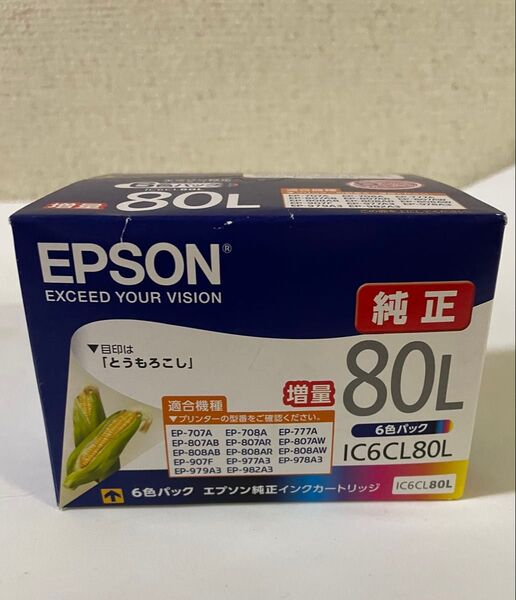 IC6CL80L
増量 80L
EPSON®
EXCEED YOUR VISION
純正
▼目印は
「とうもろこし」
増量
80L
6色パック
IC6CL80L
適合機種
▼プリンターの型番をご確認ください。
EP-707A EP-708A EP-777A
EP-807AB EP-807AR EP-807AW
EP-808AB EP-808AR EP-808AW
EP-907F EP-977A3 EP-978A3
EP-979A3 EP-982A3
6色パック エプソン純正インクカートリッジ
IC6CL80L